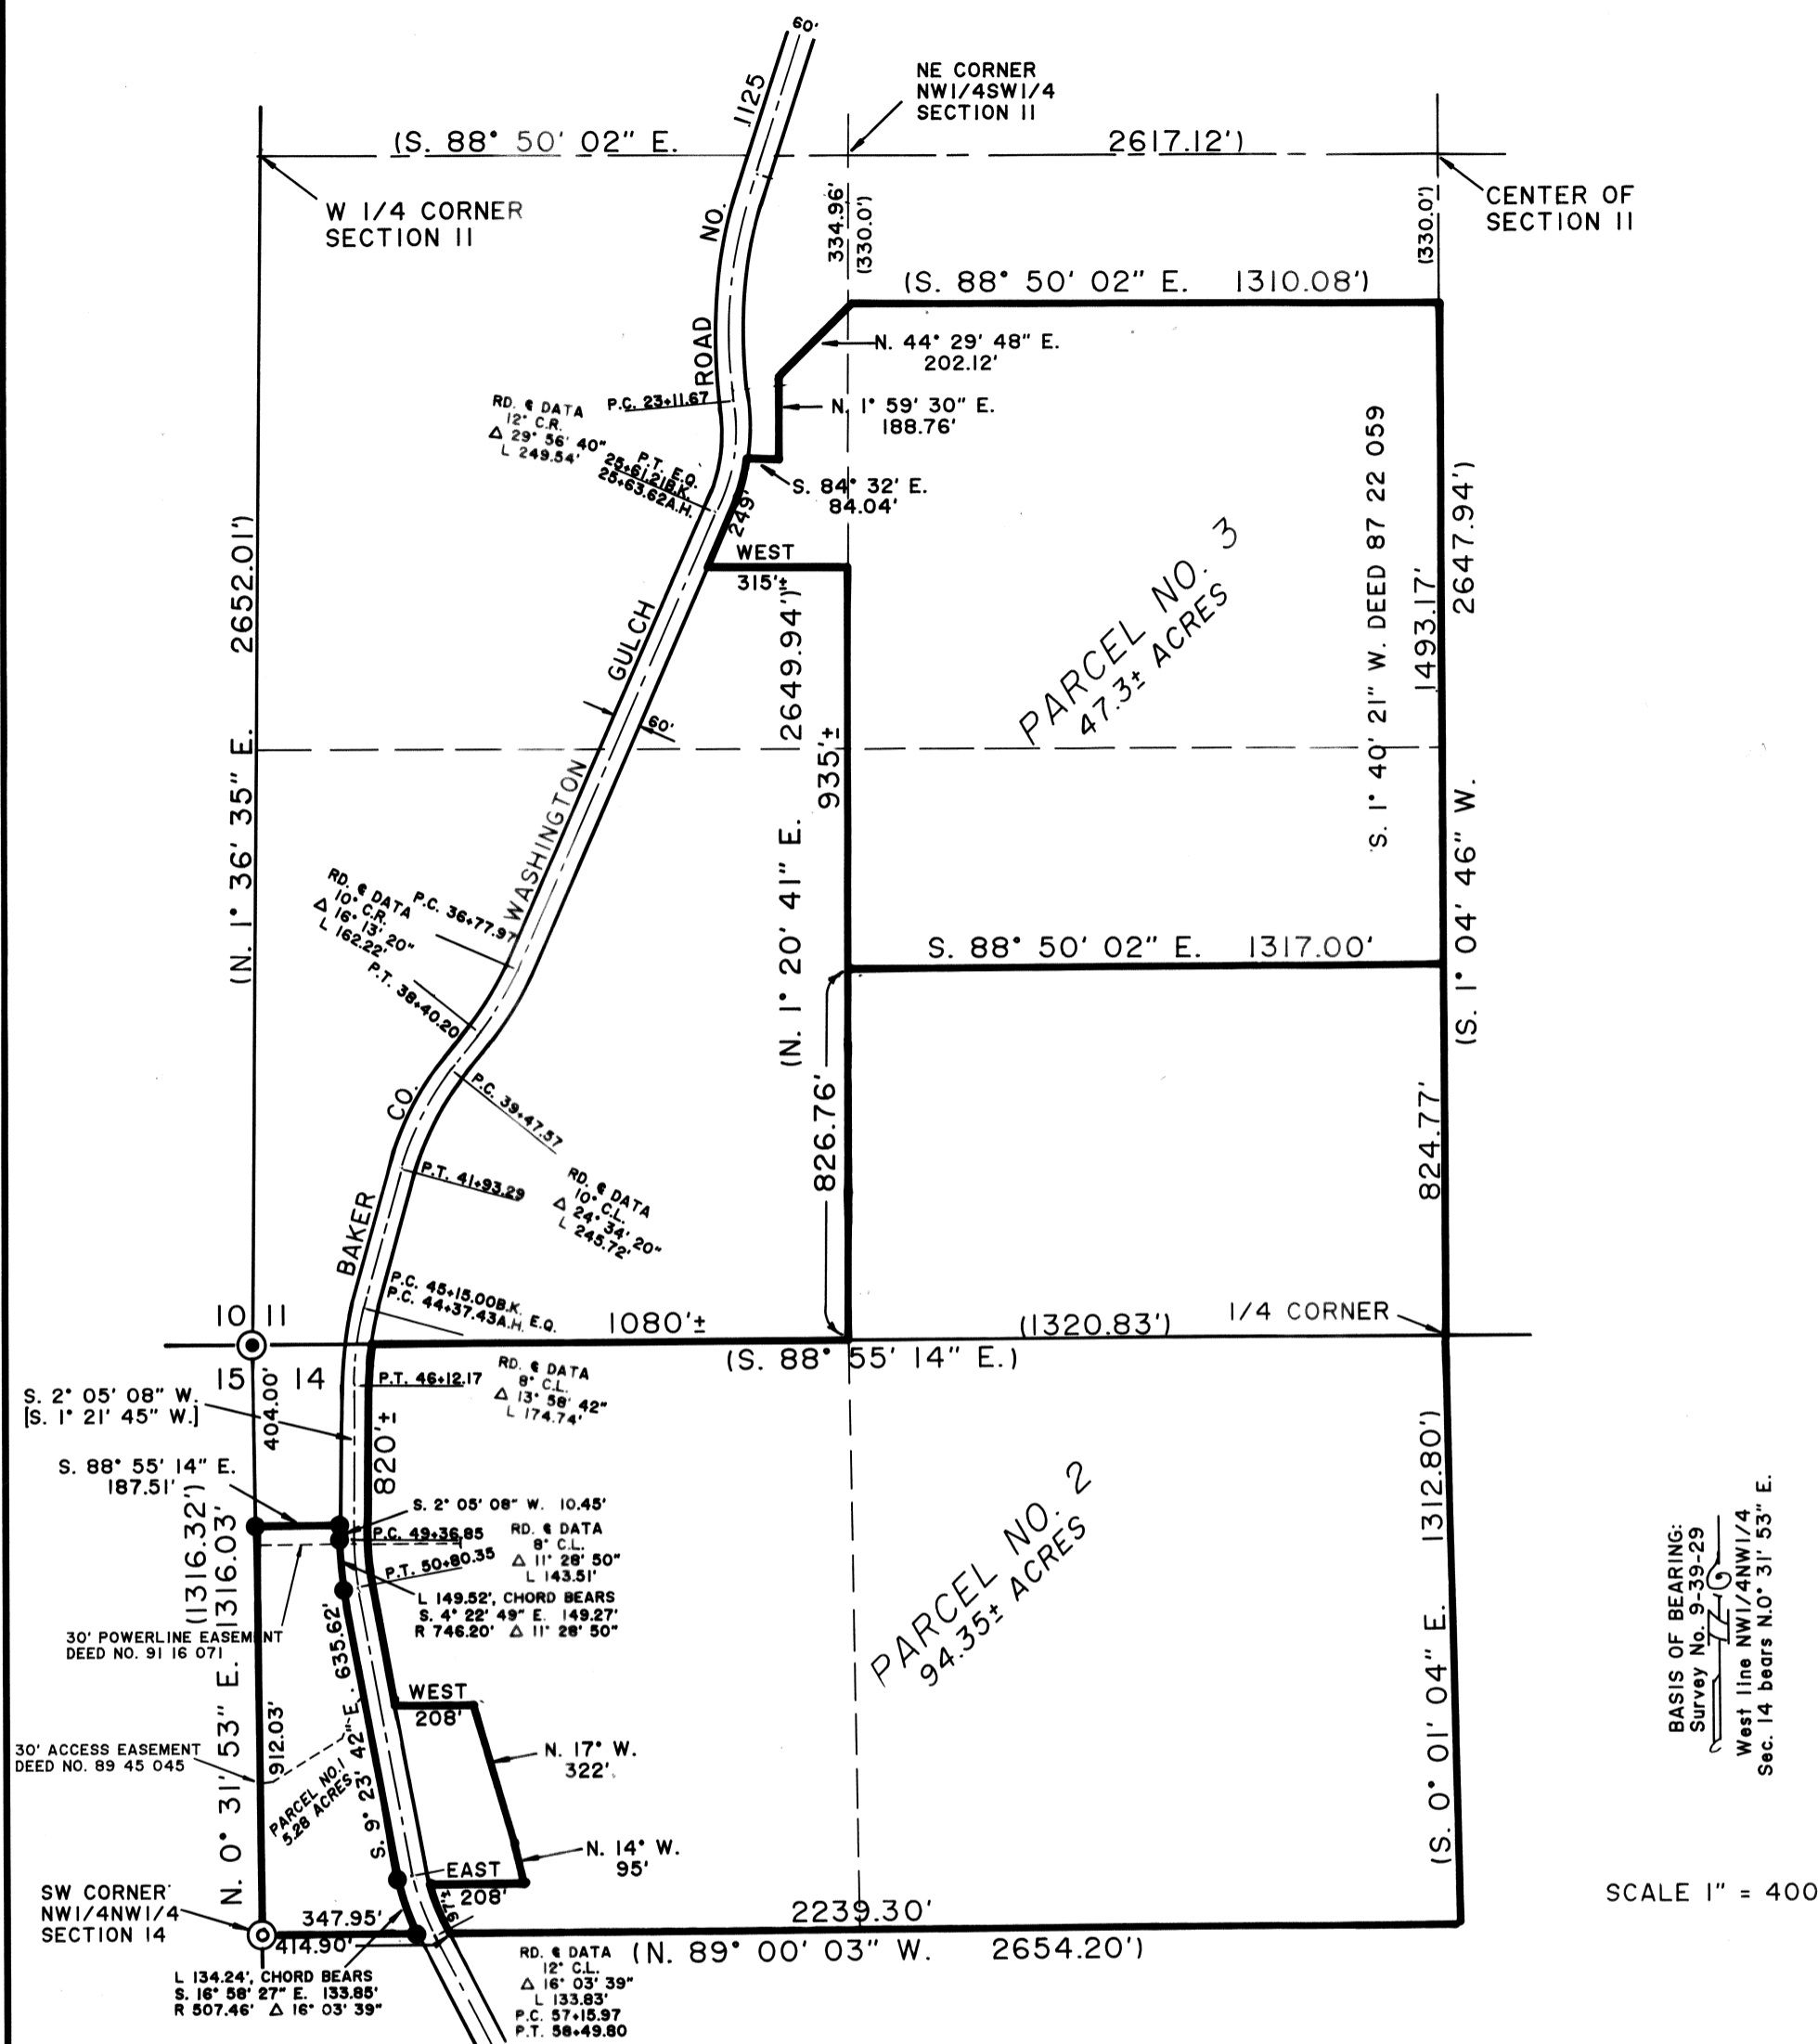 60'
NE CORNER
NW1/4SW1/4
SECTION 11
1125
(S. 88° 50' 02" E.
2617.12')
W 1/4 CORNER
SECTION 11
CENTER OF
SECTION 11
NO.
334.96'
(330.0')
(330.0')
(S. 88° 50' 02" E. 1310.08')
ROAD
N. 44° 29' 48" E.
202.12'
RD. ℄ DATA
12° C.R.
Δ 29° 56' 40"
L 249.54'
P.C. 23+11.67
N. 1° 59' 30" E.
188.76'
P.T. E.Q.
25+61.21B.K.
25+63.62A.H.
S. 84° 32' E.
84.04'
249'
WEST
315'±
(N. 1° 36' 35" E. 2652.01')
GULCH
60'
(N. 1° 20' 41" E. 2649.94')
935'±
PARCEL NO. 3
47.3± ACRES
S. 1° 40' 21" W. DEED 87 22 059
1493.17'
(S. 1° 04' 46" W. 2647.94')
WASHINGTON
RD. ℄ DATA
10° C.R.
Δ 16° 13' 20"
L 162.22'
P.C. 36+77.97
P.T. 38+40.20
S. 88° 50' 02" E. 1317.00'
CO.
P.C. 39+47.57
P.T. 41+93.29
RD. ℄ DATA
10° C.L.
Δ 24° 34' 20"
L 245.72'
826.76'
824.77'
BAKER
P.C. 45+15.00B.K.
P.C. 44+37.43A.H. E.Q.
10 11
1080'±
(1320.83')
1/4 CORNER
(S. 88° 55' 14" E.)
15 14
404.00'
P.T. 46+12.17
RD. ℄ DATA
8° C.L.
Δ 13° 58' 42"
L 174.74'
S. 2° 05' 08" W.
[S. 1° 21' 45" W.]
820'±
S. 88° 55' 14" E.
187.51'
S. 2° 05' 08" W. 10.45'
P.C. 49+36.85
P.T. 50+80.35
RD. ℄ DATA
8° C.L.
Δ 11° 28' 50"
L 143.51'
L 149.52', CHORD BEARS
S. 4° 22' 49" E. 149.27'
R 746.20' Δ 11° 28' 50"
(1316.32')
N. 0° 31' 53" E. 1316.03'
30' POWERLINE EASEMENT
DEED NO. 91 16 071
S. 9° 23' 42" E. 635.62'
912.03'
30' ACCESS EASEMENT
DEED NO. 89 45 045
PARCEL NO.1
5.28 ACRES
WEST
208'
N. 17° W.
322'
N. 14° W.
95'
EAST
208'
97'±
PARCEL NO. 2
94.35± ACRES
(S. 0° 01' 04" E. 1312.80')
BASIS OF BEARING:
Survey No. 9-39-29
West line NW1/4NW1/4
Sec. 14 bears N.0° 31' 53" E.
SCALE 1" = 400
SW CORNER
NW1/4NW1/4
SECTION 14
347.95'
414.90'
2239.30'
(N. 89° 00' 03" W. 2654.20')
L 134.24', CHORD BEARS
S. 16° 58' 27" E. 133.85'
R 507.46' Δ 16° 03' 39"
RD. ℄ DATA
12° C.L.
Δ 16° 03' 39"
L 133.83'
P.C. 57+15.97
P.T. 58+49.80